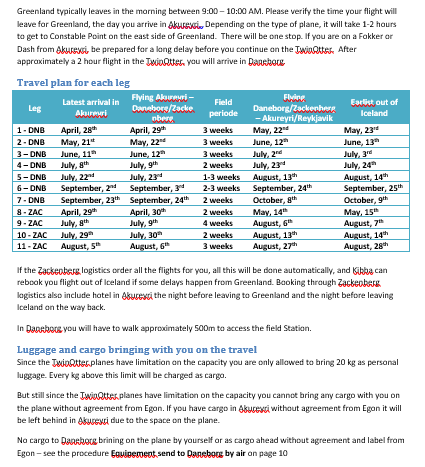 Greenland typically leaves in the morning between 9:00 – 10:00 AM. Please verify the time your flight
leave for Greenland, the day you arrive in Akureyri. Depending on the type of plane, it will take 1-2 hours
to get to Constable Point on the east side of Greenland. There will be one stop. If you are on a Fokker or
Dash from Akureyri, be prepared for a long delay before you continue on the TwinOtter. After
approximately a 2 hour flight in the TwinOtter, you will arrive in Daneborg.
Travel plan for each leg
Leg Latest arrival in Akureyri Flying Akureyri – Daneborg/Zackenberg Field periode Flying Daneborg/Zackenberg – Akureyri/Reykjavik Earlist out of Iceland
1 - DNB April, 28th April, 29th 3 weeks May, 22nd May, 23rd
2 - DNB May, 21st May, 22nd 3 weeks June, 12th June, 13th
3 – DNB June, 11th June, 12th 3 weeks July, 2nd July, 3rd
4 – DNB July, 8th July, 9th 2 weeks July, 23rd July, 24th
5 – DNB July, 22nd July, 23rd 1-3 weeks August, 13th August, 14th
6 – DNB September, 2nd September, 3rd 2-3 weeks September, 24th September, 25th
7 - DNB September, 23th September, 24th 2 weeks October, 8th October, 9th
8 - ZAC April, 29th April, 30th 2 weeks May, 14th May, 15th
9 - ZAC July, 8th July, 9th 4 weeks August, 6th August, 7th
10 - ZAC July, 29th July, 30th 2 weeks August, 13th August, 14th
11 - ZAC August, 5th August, 6th 3 weeks August, 27th August, 28th
If the Zackenberg logistics order all the flights for you, all this will be done automatically, and Kibba can
rebook you flight out of Iceland if some delays happen from Greenland. Booking through Zackenberg
logistics also include hotel in Akureyri the night before leaving to Greenland and the night before leaving
Iceland on the way back.
In Daneborg you will have to walk approximately 500m to access the field Station.
Luggage and cargo bringing with you on the travel
Since the TwinOtter planes have limitation on the capacity you are only allowed to bring 20 kg as personal
luggage. Every kg above this limit will be charged as cargo.
But still since the TwinOtter planes have limitation on the capacity you cannot bring any cargo with you on
the plane without agreement from Egon. If you have cargo in Akureyri without agreement from Egon it will
be left behind in Akureyri due to the space on the plane.
No cargo to Daneborg brining on the plane by yourself or as cargo ahead without agreement and label from
Egon – see the procedure Equipement send to Daneborg by air on page 10